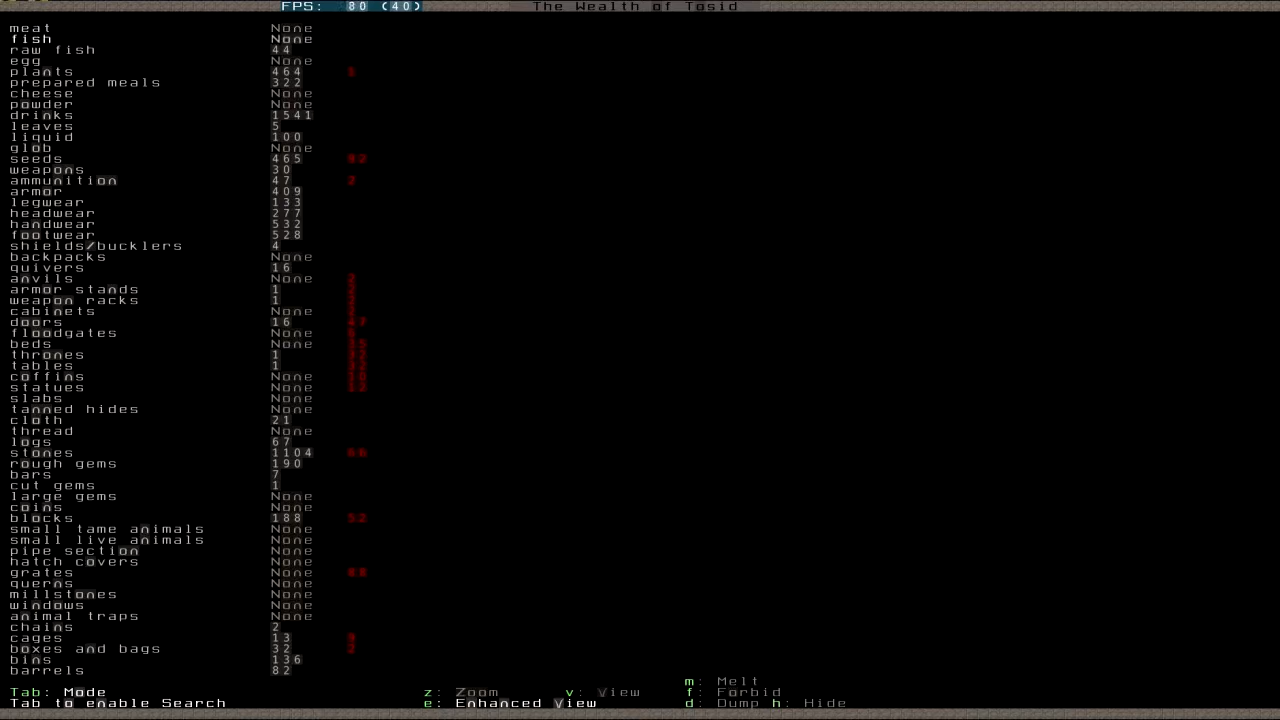 FPS: 80 (40) The Wealth of Tosid
meat None
fish None
raw fish 44
egg None
plants 464 1
prepared meals 322
cheese None
powder None
drinks 1541
leaves 5
liquid 100
glob None
seeds 465
weapons 30
ammunition 47
armor 409
legwear 133
headwear 277
handwear 532
footwear 528
shields/bucklers 4
backpacks None
quivers 16
anvils None
armor stands 1
weapon racks 1
cabinets None
doors 16
floodgates None
beds None
thrones 1
tables 1
coffins None
statues None
slabs None
tanned hides None
cloth 21
thread None
logs 67
stones 1104
rough gems 190
bars 7
cut gems 1
large gems None
coins None
blocks 188
small tame animals None
small live animals None
pipe section None
hatch covers None
grates None
querns None
millstones None
windows None
animal traps None
chains 2
cages 13
boxes and bags 32
bins 136
barrels 82
m: Melt
Tab: Mode z: Zoom v: View f: Forbid
Tab to enable Search e: Enhanced View d: Dump h: Hide